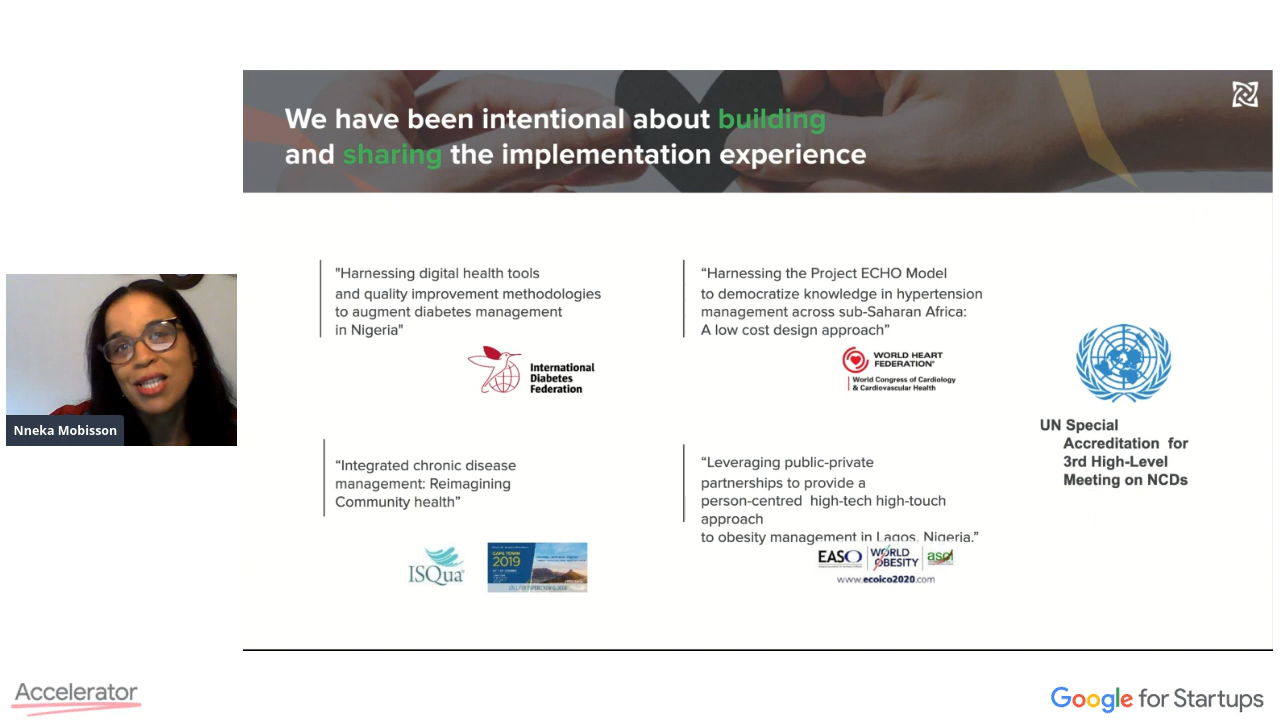 We have been intentional about building
and sharing the implementation experience
"Harnessing digital health tools
and quality improvement methodologies
to augment diabetes management
in Nigeria"
International
Diabetes
Federation
“Harnessing the Project ECHO Model
to democratize knowledge in hypertension
management across sub-Saharan Africa:
A low cost design approach”
WORLD HEART
FEDERATION®
World Congress of Cardiology
& Cardiovascular Health
“Integrated chronic disease
management: Reimagining
Community health”
ISQua
CAPE TOWN
2019
“Leveraging public-private
partnerships to provide a
person-centred high-tech high-touch
approach
to obesity management in Lagos, Nigeria.”
EASO
WORLD
OBESITY
asoi
www.ecoico2020.com
UN Special
Accreditation for
3rd High-Level
Meeting on NCDs
Nneka Mobisson
Accelerator
Google for Startups